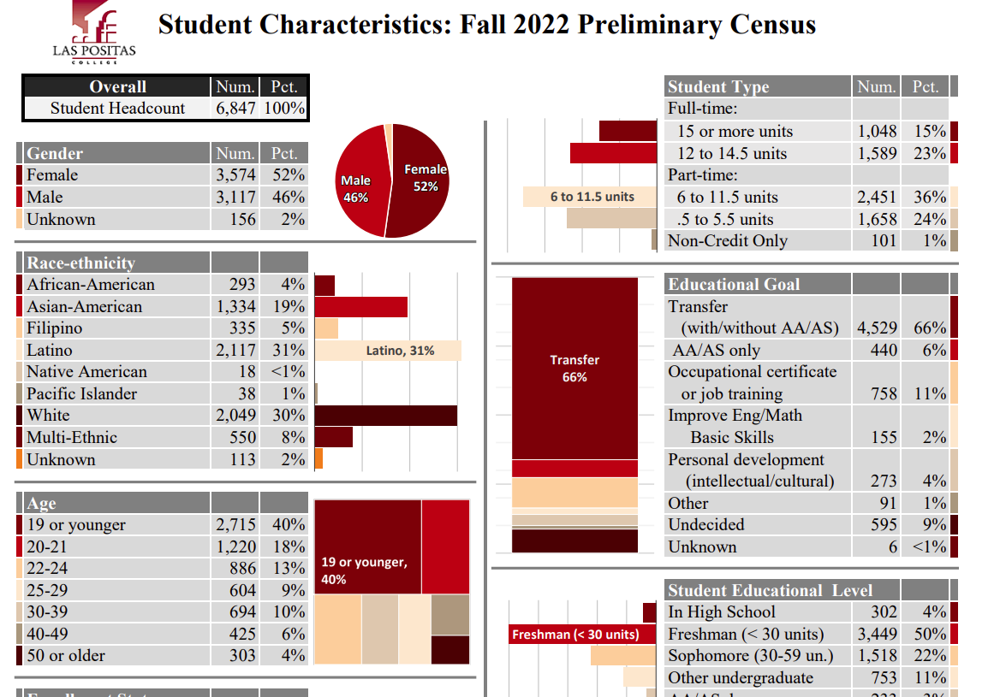 Student Characteristics: Fall 2022 Preliminary Census
LAS POSITAS
COLLEGE
Overall Num. Pct.
Student Headcount 6,847 100%
Gender Num. Pct.
Female 3,574 52%
Male 3,117 46%
Unknown 156 2%
Male
46%
Female
52%
Race-ethnicity
African-American 293 4%
Asian-American 1,334 19%
Filipino 335 5%
Latino 2,117 31%
Native American 18 <1%
Pacific Islander 38 1%
White 2,049 30%
Multi-Ethnic 550 8%
Unknown 113 2%
Latino, 31%
Age
19 or younger 2,715 40%
20-21 1,220 18%
22-24 886 13%
25-29 604 9%
30-39 694 10%
40-49 425 6%
50 or older 303 4%
19 or younger,
40%
Student Type Num. Pct.
Full-time:
15 or more units 1,048 15%
12 to 14.5 units 1,589 23%
Part-time:
6 to 11.5 units 2,451 36%
.5 to 5.5 units 1,658 24%
Non-Credit Only 101 1%
6 to 11.5 units
Educational Goal
Transfer
(with/without AA/AS) 4,529 66%
AA/AS only 440 6%
Occupational certificate
or job training 758 11%
Improve Eng/Math
Basic Skills 155 2%
Personal development
(intellectual/cultural) 273 4%
Other 91 1%
Undecided 595 9%
Unknown 6 <1%
Transfer
66%
Student Educational Level
In High School 302 4%
Freshman (< 30 units) 3,449 50%
Sophomore (30-59 un.) 1,518 22%
Other undergraduate 753 11%
Freshman (< 30 units)